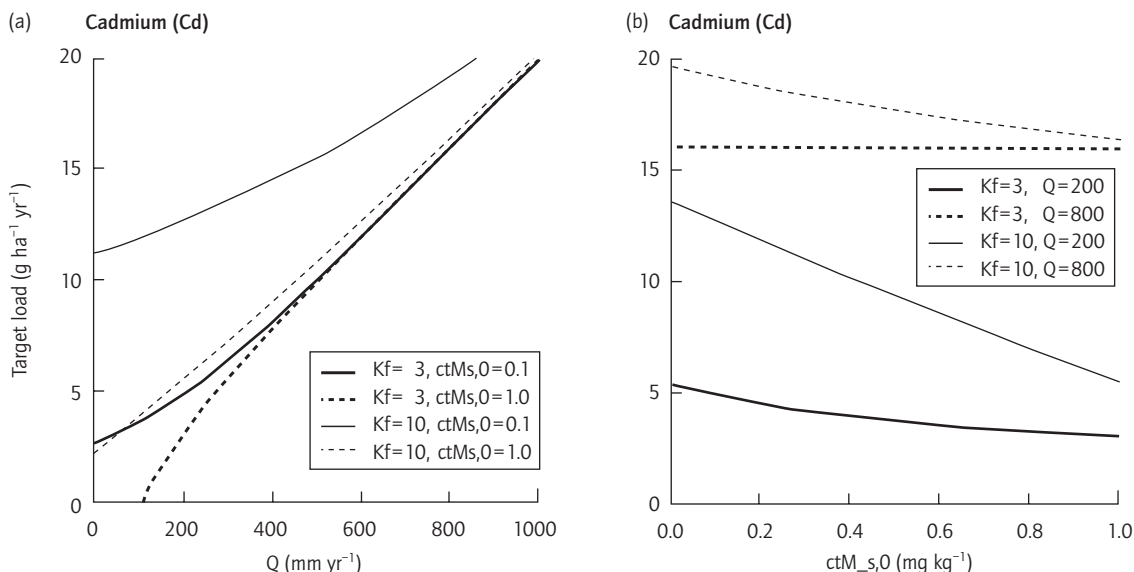 (a) Cadmium (Cd)
20
15
10
5
0
Target load (g ha⁻¹ yr⁻¹)
Kf= 3, ctMs,0=0.1
Kf= 3, ctMs,0=1.0
Kf=10, ctMs,0=0.1
Kf=10, ctMs,0=1.0
0 200 400 600 800 1000
Q (mm yr⁻¹)
(b) Cadmium (Cd)
20
15
10
5
0
Kf=3, Q=200
Kf=3, Q=800
Kf=10, Q=200
Kf=10, Q=800
0.0 0.2 0.4 0.6 0.8 1.0
ctM_s,0 (mg kg⁻¹)